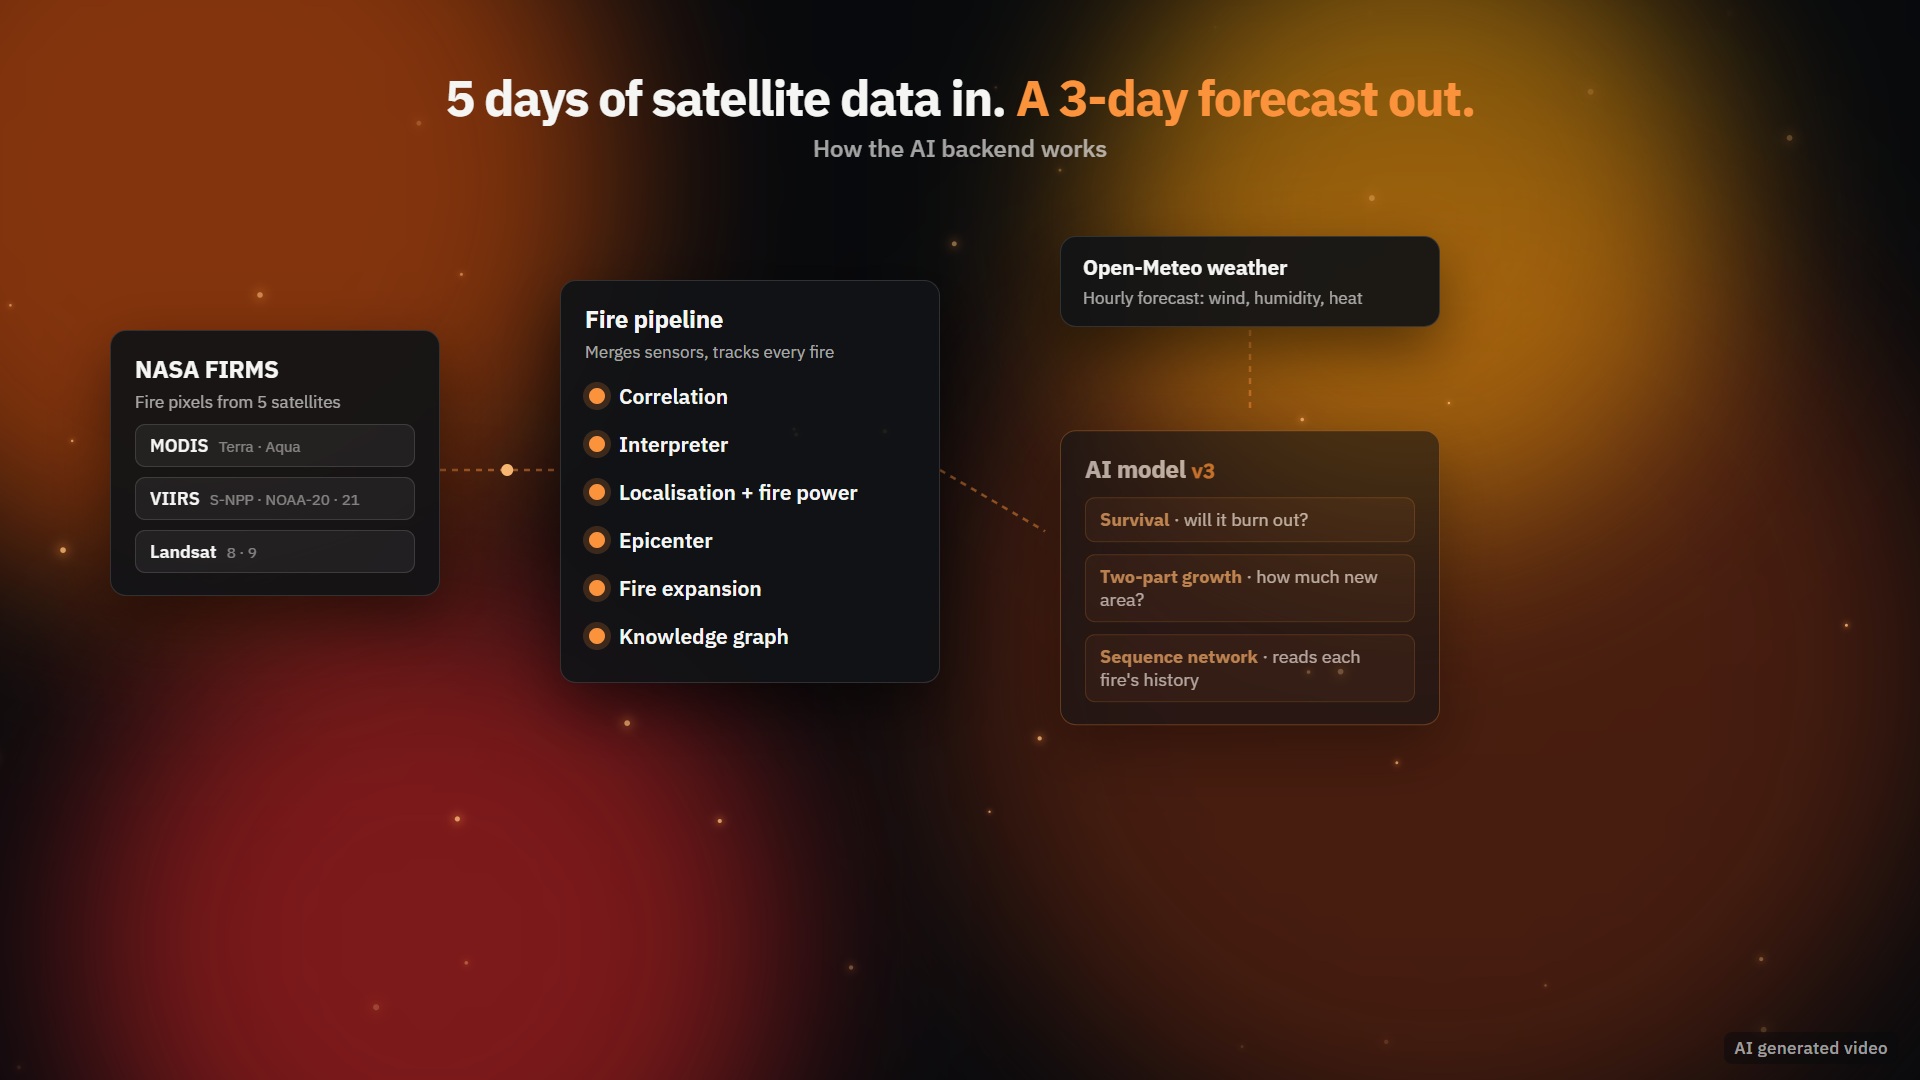 5 days of satellite data in. A 3-day forecast out.
How the AI backend works
NASA FIRMS
Fire pixels from 5 satellites
MODIS Terra · Aqua
VIIRS S-NPP · NOAA-20 · 21
Landsat 8 · 9
Fire pipeline
Merges sensors, tracks every fire
Correlation
Interpreter
Localisation + fire power
Epicenter
Fire expansion
Knowledge graph
Open-Meteo weather
Hourly forecast: wind, humidity, heat
AI model v3
Survival · will it burn out?
Two-part growth · how much new
area?
Sequence network · reads each
fire's history
AI generated video